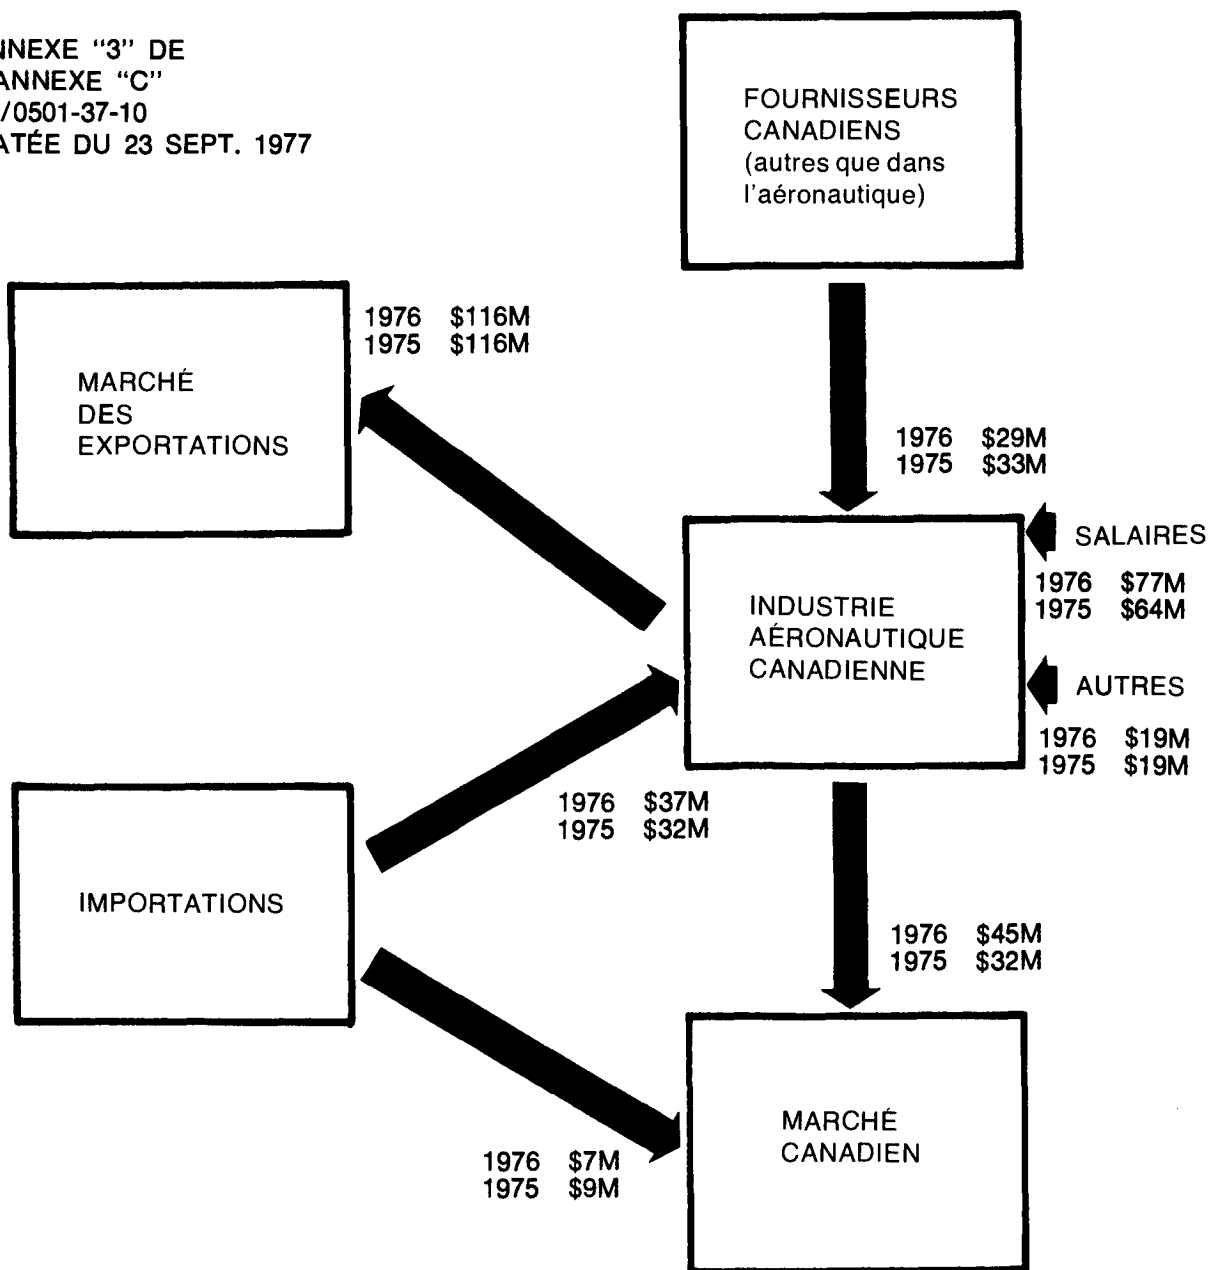 NNEXE “3” DE
ANNEXE “C”
/0501-37-10
ATÉE DU 23 SEPT. 1977
FOURNISSEURS
CANADIENS
(autres que dans
l'aéronautique)
1976 $116M
1975 $116M
MARCHÉ
DES
EXPORTATIONS
1976 $29M
1975 $33M
SALAIRES
1976 $77M
1975 $64M
INDUSTRIE
AÉRONAUTIQUE
CANADIENNE
AUTRES
1976 $19M
1975 $19M
1976 $37M
1975 $32M
IMPORTATIONS
1976 $45M
1975 $32M
MARCHÉ
CANADIEN
1976 $7M
1975 $9M